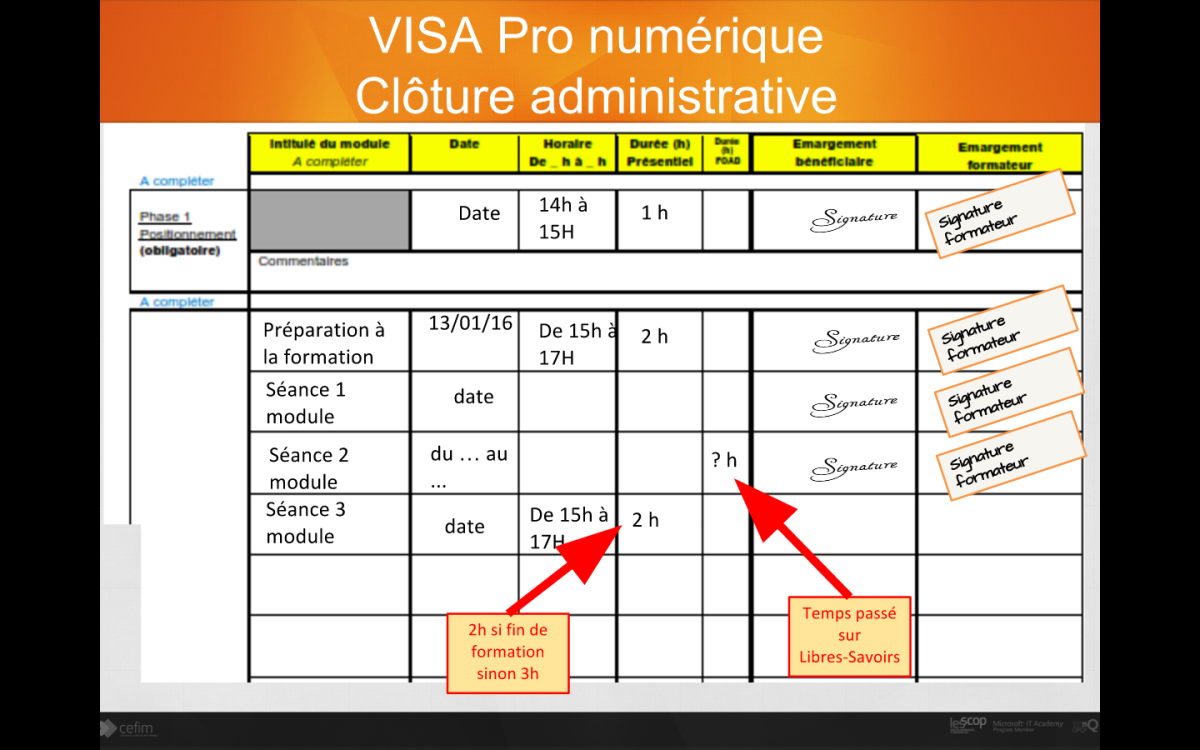 VISA Pro numérique
Clôture administrative
Intitulé du module
A compléter
Date
Horaire
De _ h à _ h
Durée (h)
Présentiel
Durée
(h)
FOAD
Emargement
bénéficiaire
Emargement
formateur
A compléter
Phase 1
Positionnement
(obligatoire)
Date
14h à
15H
1 h
Signature
Signature
formateur
Commentaires
A compléter
Préparation à
la formation
13/01/16
De 15h à
17H
2 h
Signature
Signature
formateur
Séance 1
module
date
Signature
Signature
formateur
Séance 2
module
du … au
...
? h
Signature
Signature
formateur
Séance 3
module
date
De 15h à
17H
2 h
2h si fin de
formation
sinon 3h
Temps passé
sur
Libres-Savoirs
cefim
lescop
Microsoft IT Academy
Program Member